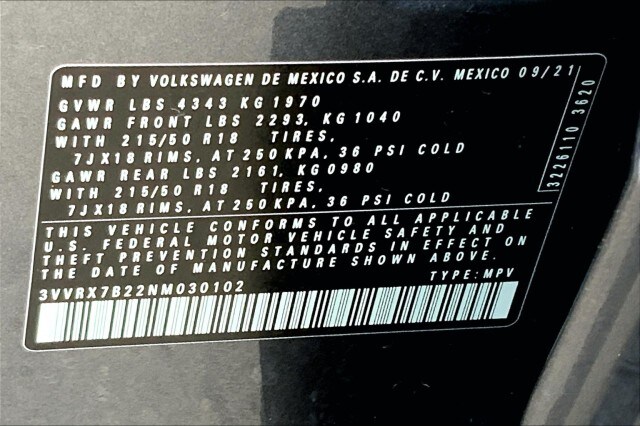 MFD BY VOLKSWAGEN DE MEXICO S.A. DE C.V. MEXICO 09/21
GVWR LBS 4343 KG 1970
GAWR FRONT LBS 2293, KG 1040
WITH 215/50 R18 TIRES,
7JX18 RIMS, AT 250 KPA, 36 PSI COLD
GAWR REAR LBS 2161, KG 0980
WITH 215/50 R18 TIRES,
7JX18 RIMS, AT 250 KPA, 36 PSI COLD
3226110 3620
THIS VEHICLE CONFORMS TO ALL APPLICABLE
U.S. FEDERAL MOTOR VEHICLE SAFETY AND
THEFT PREVENTION STANDARDS IN EFFECT ON
THE DATE OF MANUFACTURE SHOWN ABOVE.
3VVRX7B22NM030102 TYPE: MPV